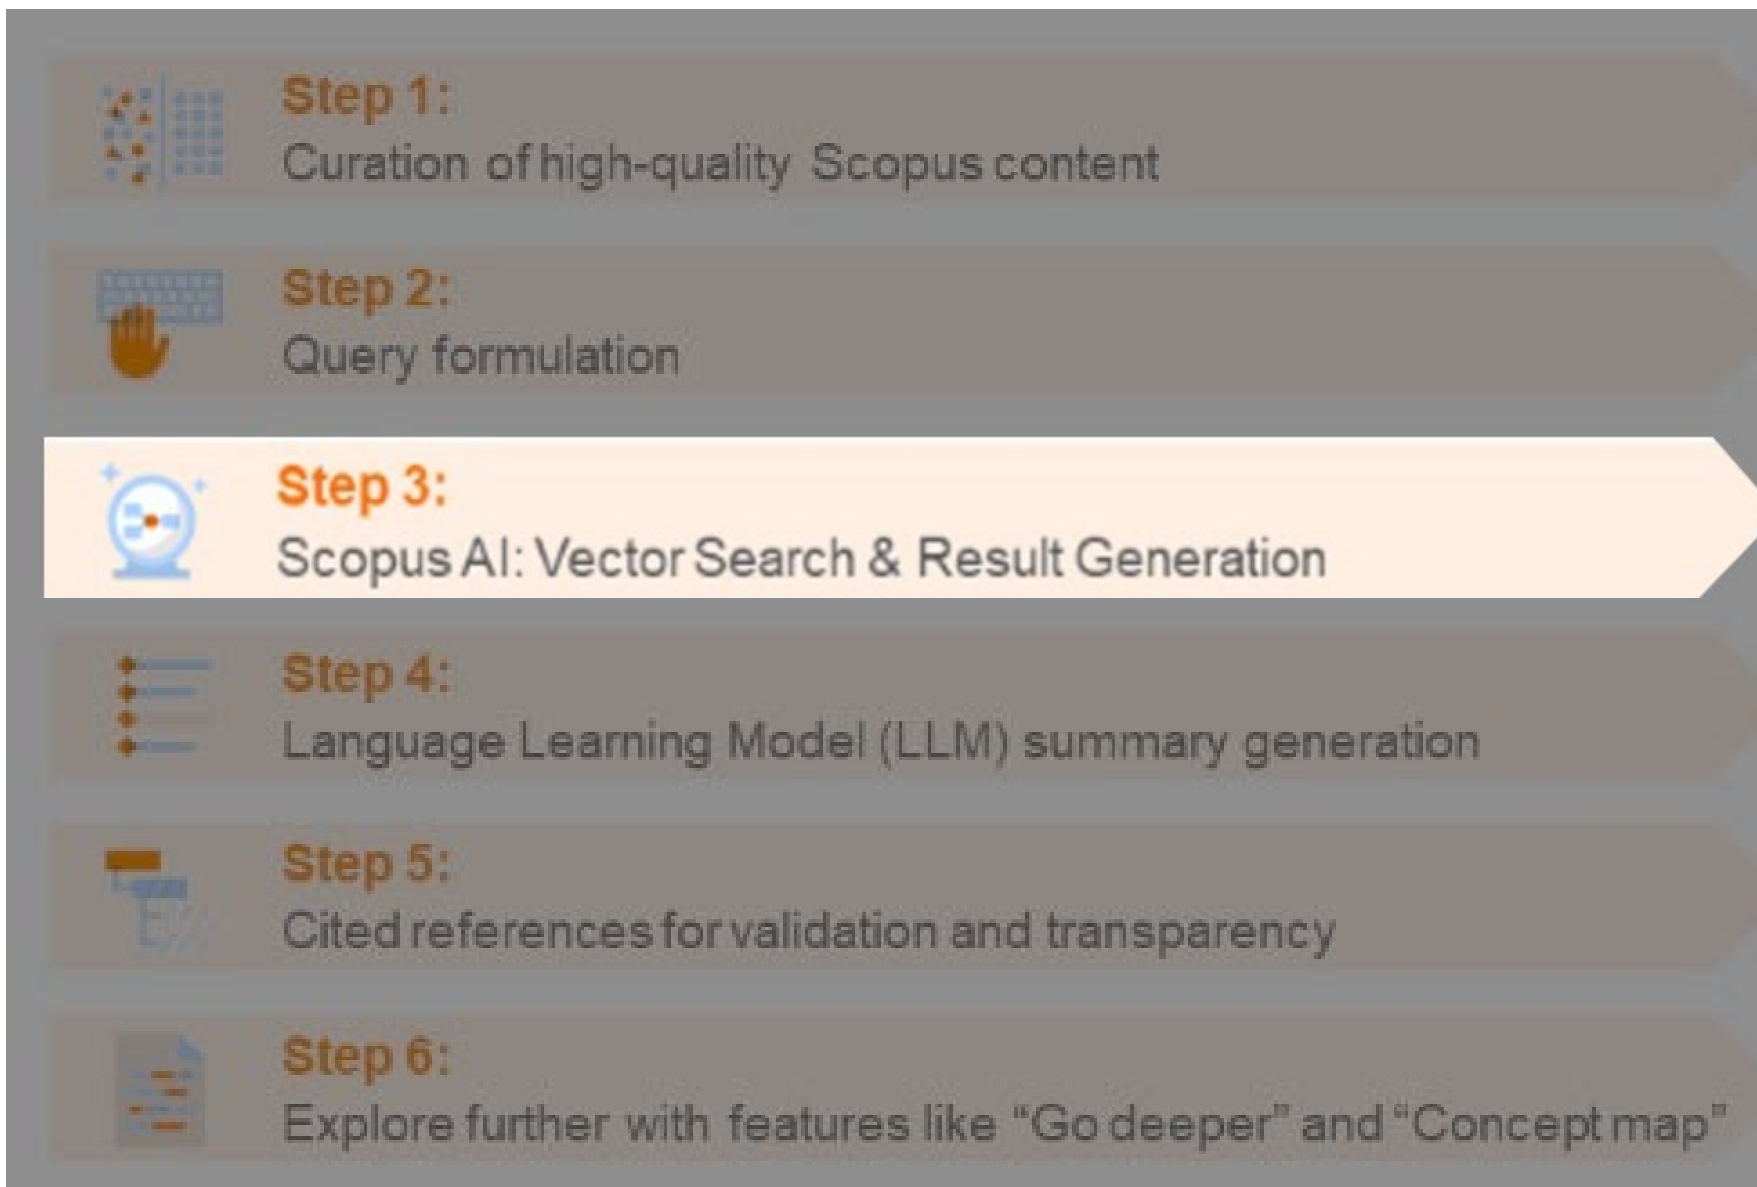 Step 1:
Curation of high-quality Scopus content
Step 2:
Query formulation
Step 3:
Scopus AI: Vector Search & Result Generation
Step 4:
Language Learning Model (LLM) summary generation
Step 5:
Cited references for validation and transparency
Step 6:
Explore further with features like “Go deeper” and “Concept map”